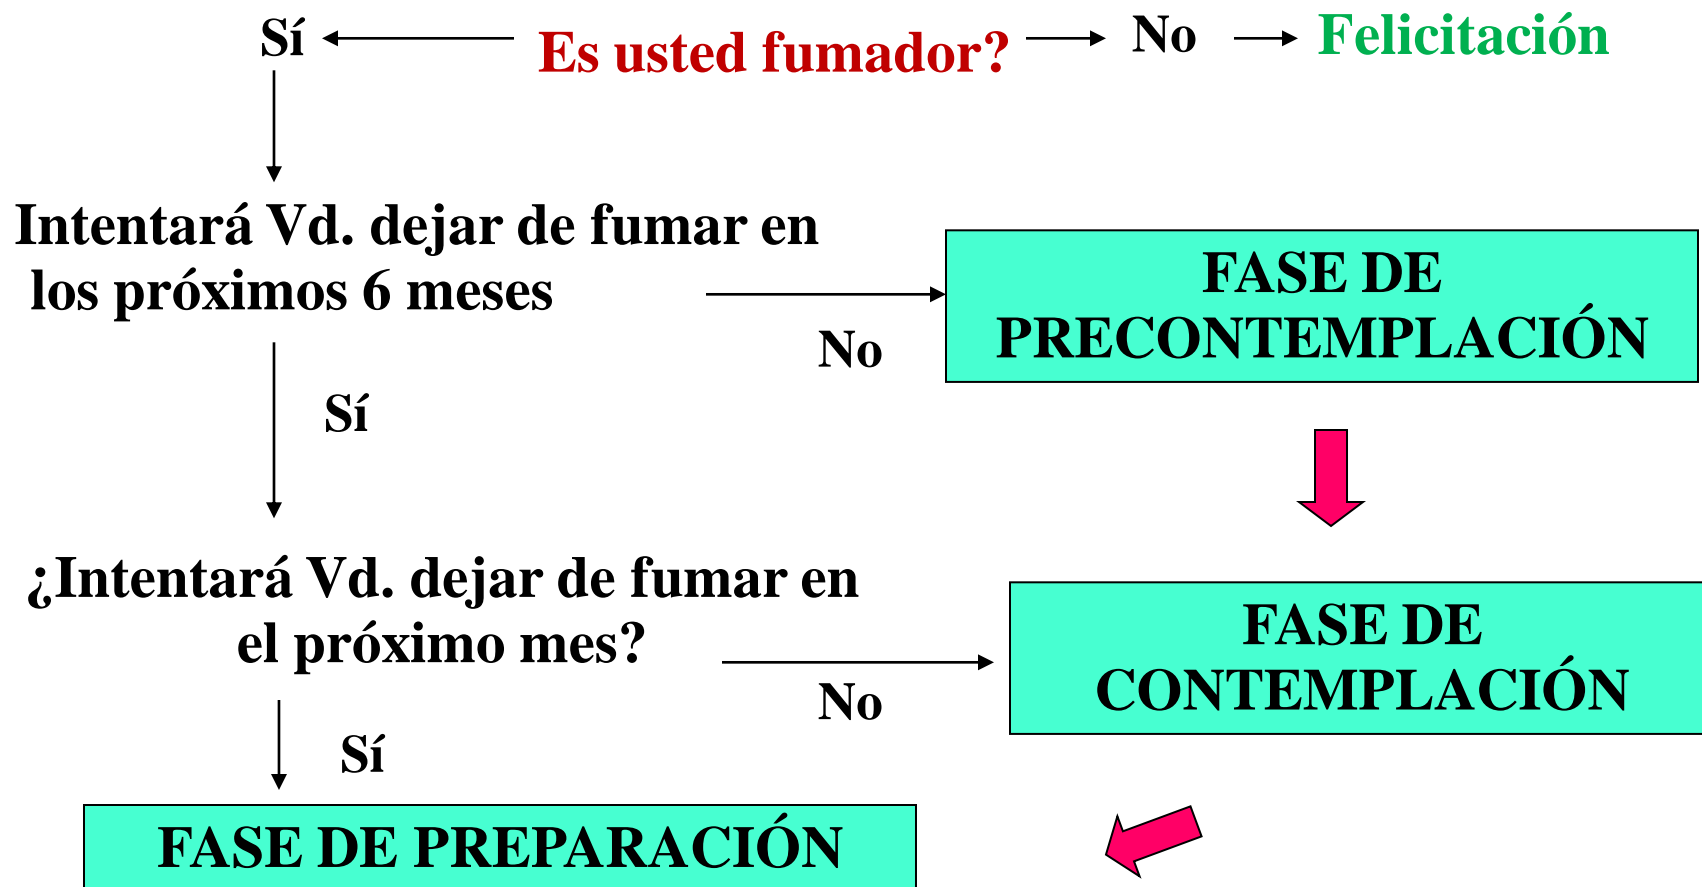 Sí Es usted fumador? No Felicitación
Intentará Vd. dejar de fumar en
los próximos 6 meses
FASE DE
PRECONTEMPLACIÓN
No
Sí
¿Intentará Vd. dejar de fumar en
el próximo mes?
FASE DE
CONTEMPLACIÓN
No
Sí
FASE DE PREPARACIÓN